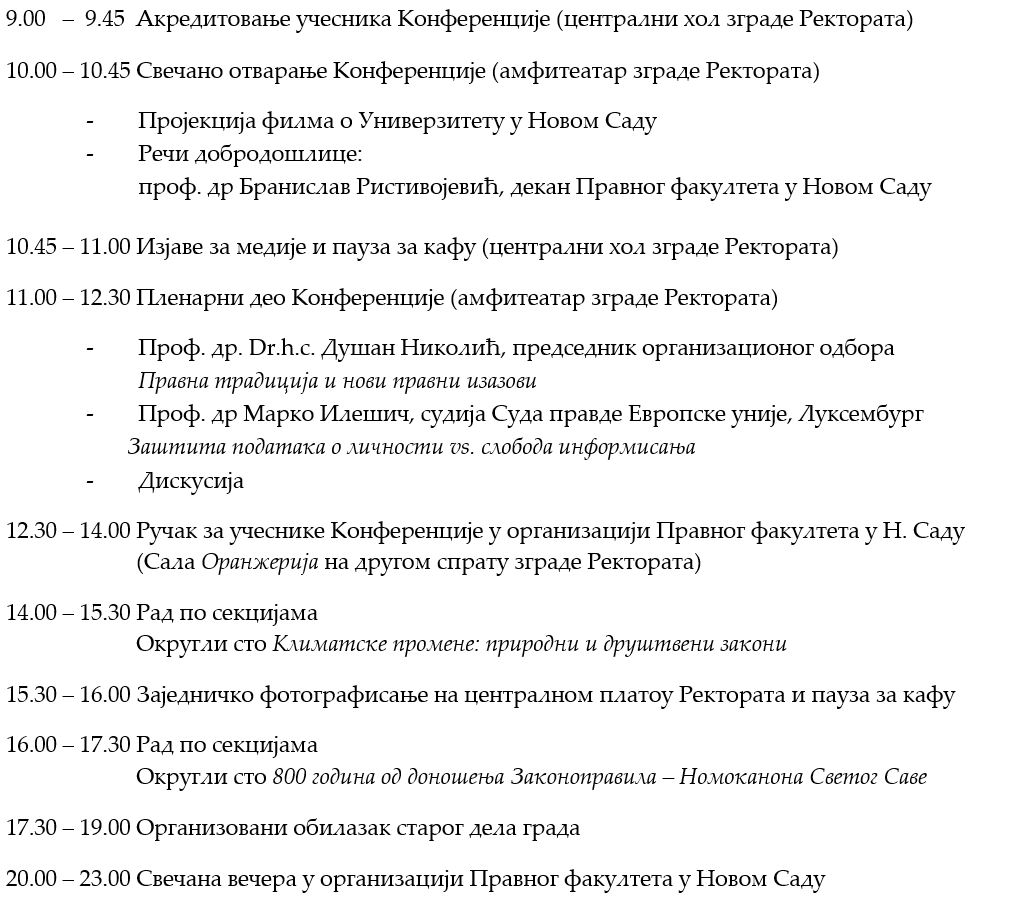 9.00 – 9.45 Акредитовање учесника Конференције (централни хол зграде Ректората)
10.00 – 10.45 Свечано отварање Конференције (амфитеатар зграде Ректората)
- Пројекција филма о Универзитету у Новом Саду
- Речи добродошлице:
проф. др Бранислав Ристивојевић, декан Правног факултета у Новом Саду
10.45 – 11.00 Изјаве за медије и пауза за кафу (централни хол зграде Ректората)
11.00 – 12.30 Пленарни део Конференције (амфитеатар зграде Ректората)
- Проф. др. Dr.h.c. Душан Николић, председник организационог одбора
Правна традиција и нови правни изазови
- Проф. др Марко Илешич, судија Суда правде Европске уније, Луксембург
Заштита података о личности vs. слобода информисања
- Дискусија
12.30 – 14.00 Ручак за учеснике Конференције у организацији Правног факултета у Н. Саду
(Сала Оранжерија на другом спрату зграде Ректората)
14.00 – 15.30 Рад по секцијама
Округли сто Климатске промене: природни и друштвени закони
15.30 – 16.00 Заједничко фотографисање на централном платоу Ректората и пауза за кафу
16.00 – 17.30 Рад по секцијама
Округли сто 800 година од доношења Законоправила – Номоканона Светог Саве
17.30 – 19.00 Организовани обилазак старог дела града
20.00 – 23.00 Свечана вечера у организацији Правног факултета у Новом Саду